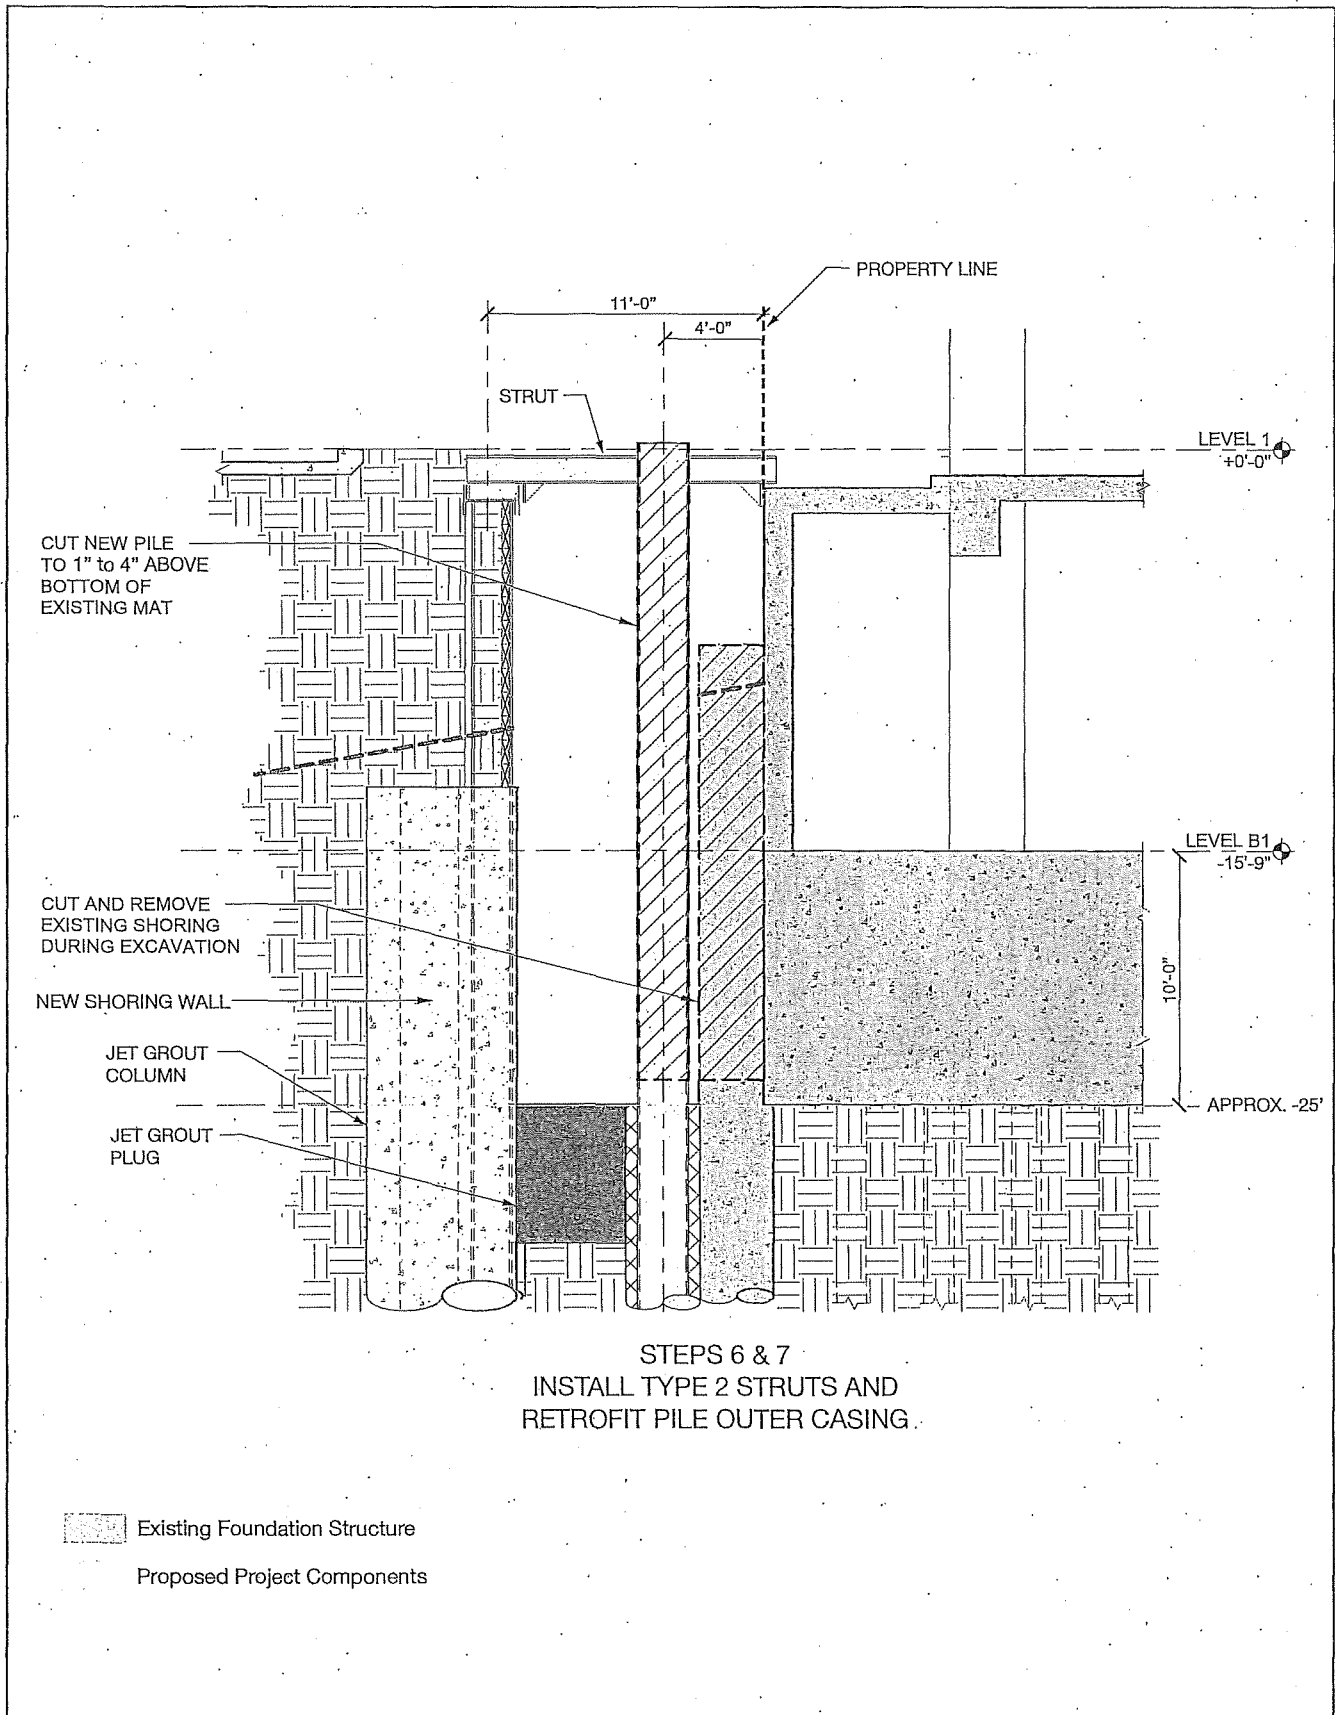 PROPERTY LINE
11'-0"
4'-0"
STRUT
LEVEL 1
+0'-0"
CUT NEW PILE
TO 1" to 4" ABOVE
BOTTOM OF
EXISTING MAT
LEVEL B1
-15'-9"
CUT AND REMOVE
EXISTING SHORING
DURING EXCAVATION
10'-0"
NEW SHORING WALL
JET GROUT
COLUMN
APPROX. -25'
JET GROUT
PLUG
STEPS 6 & 7
INSTALL TYPE 2 STRUTS AND
RETROFIT PILE OUTER CASING
Existing Foundation Structure
Proposed Project Components